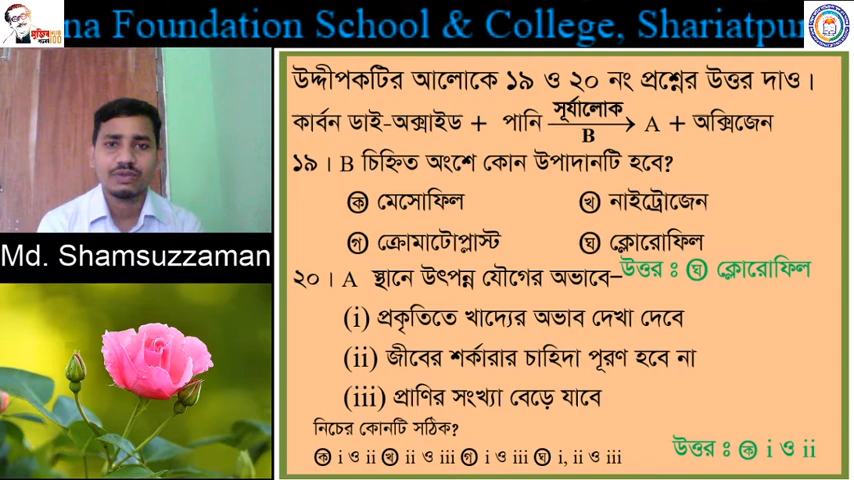 na Foundation School & College, Shariatpur
উদ্দীপকটির আলোকে ১৯ ও ২০ নং প্রশ্নের উত্তর দাও।
কার্বন ডাই-অক্সাইড + পানি সূর্যালোক B → A + অক্সিজেন
১৯। B চিহ্নিত অংশে কোন উপাদানটি হবে?
ক মেসোফিল খ নাইট্রোজেন
গ ক্রোমাটোপ্লাস্ট ঘ ক্লোরোফিল
উত্তর ঃ ঘ ক্লোরোফিল
২০। A স্থানে উৎপন্ন যৌগের অভাবে–
(i) প্রকৃতিতে খাদ্যের অভাব দেখা দেবে
(ii) জীবের শর্কারার চাহিদা পূরণ হবে না
(iii) প্রাণির সংখ্যা বেড়ে যাবে
নিচের কোনটি সঠিক?
ক i ও ii খ ii ও iii গ i ও iii ঘ i, ii ও iii
উত্তর ঃ ক i ও ii
Md. Shamsuzzaman